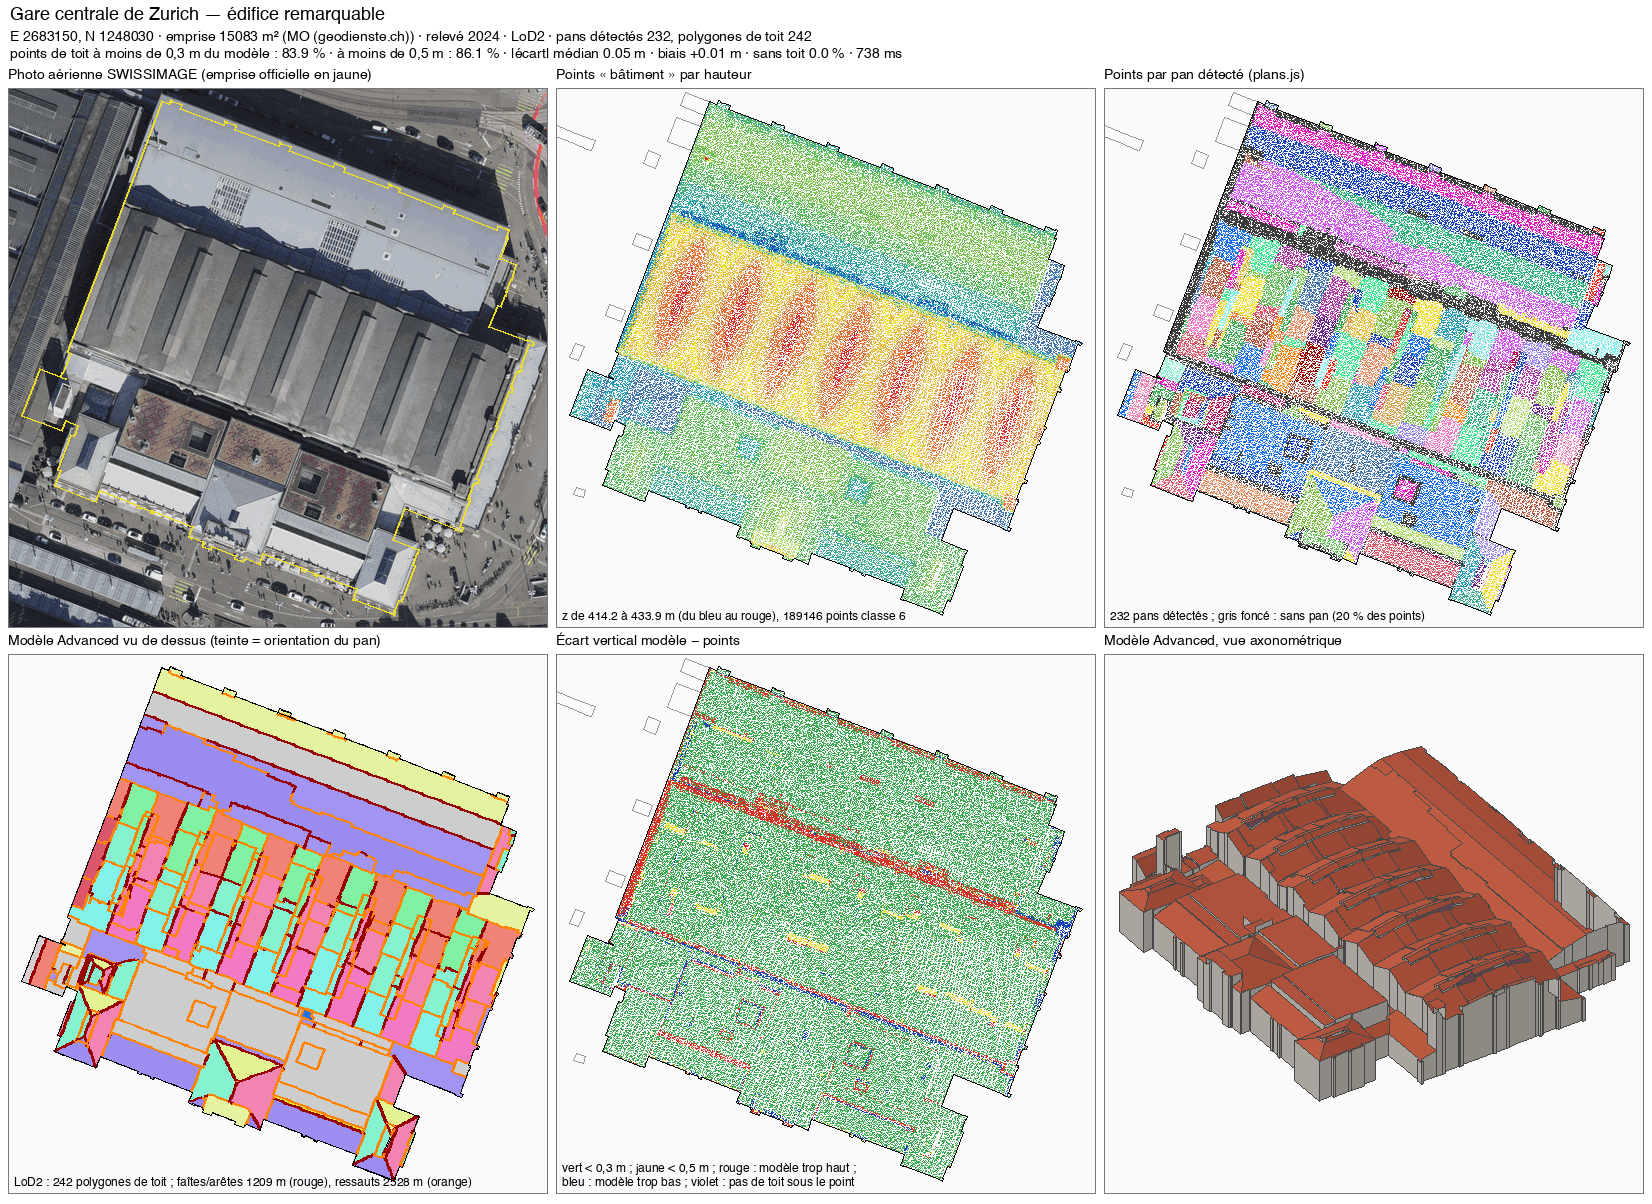 Gare centrale de Zurich — édifice remarquable
E 2683150, N 1248030 · emprise 15083 m² (MO (geodienste.ch)) · relevé 2024 · LoD2 · pans détectés 232, polygones de toit 242
points de toit à moins de 0,3 m du modèle : 83.9 % · à moins de 0,5 m : 86.1 % · lécartl médian 0.05 m · biais +0.01 m · sans toit 0.0 % · 738 ms
Photo aérienne SWISSIMAGE (emprise officielle en jaune)
Points « bâtiment » par hauteur
Points par pan détecté (plans.js)
z de 414.2 à 433.9 m (du bleu au rouge), 189146 points classe 6
232 pans détectés ; gris foncé : sans pan (20 % des points)
Modèle Advanced vu de dessus (teinte = orientation du pan)
Écart vertical modèle – points
Modèle Advanced, vue axonométrique
LoD2 : 242 polygones de toit ; faîtes/arêtes 1209 m (rouge), ressauts 2528 m (orange)
vert < 0,3 m ; jaune < 0,5 m ; rouge : modèle trop haut ;
bleu : modèle trop bas ; violet : pas de toit sous le point